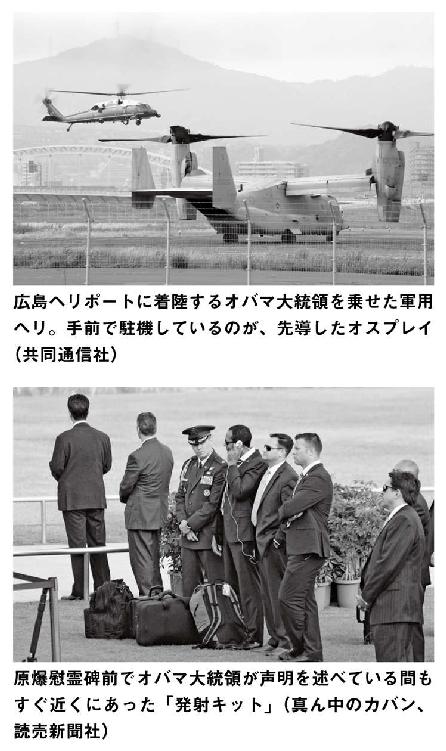 広島ヘリポートに着陸するオバマ大統領を乗せた軍用
ヘリ。手前で駐機しているのが、先導したオスプレイ
（共同通信社）
原爆慰霊碑前でオバマ大統領が声明を述べている間も
すぐ近くにあった「発射キット」（真ん中のカバン、
読売新聞社）